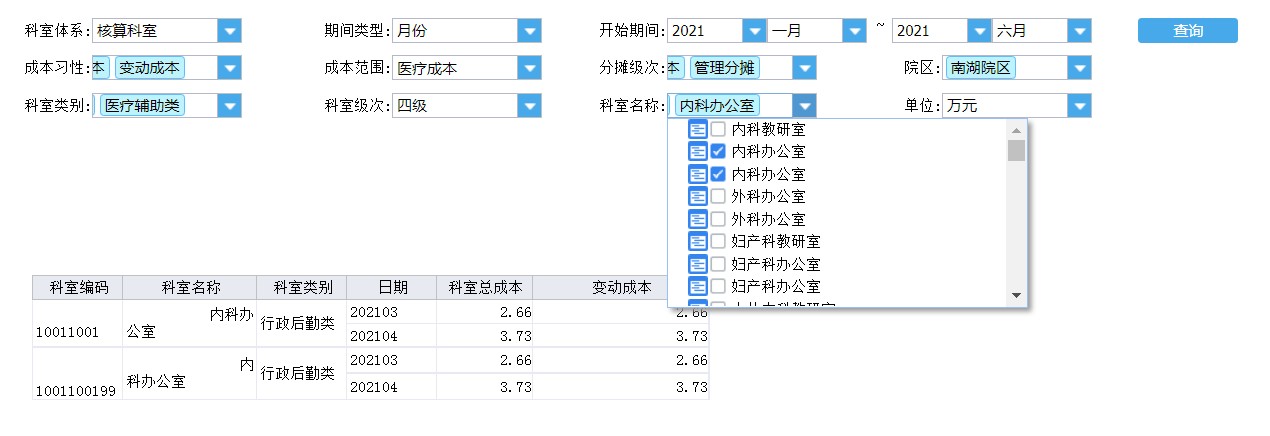 科室体系: 核算科室 期间类型: 月份 开始期间: 2021 一月 ~ 2021 六月 查询
成本习性: 本 变动成本 成本范围: 医疗成本 分摊级次: 本 管理分摊 院区: 南湖院区
科室类别: 医疗辅助类 科室级次: 四级 科室名称: 内科办公室 单位: 万元
内科教研室
内科办公室
内科办公室
外科办公室
外科办公室
妇产科教研室
妇产科办公室
妇产科办公室
科室编码 科室名称 科室类别 日期 科室总成本 变动成本
10011001 内科办
公室 行政后勤类 202103 2.66 2.66
202104 3.73 3.73
1001100199 内
科办公室 行政后勤类 202103 2.66 2.66
202104 3.73 3.73